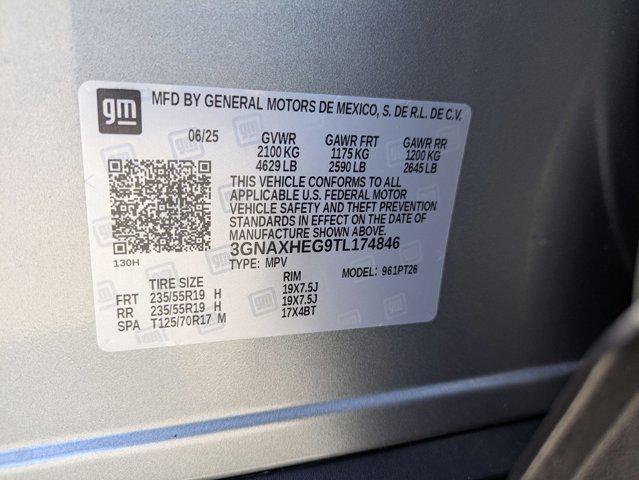 gm MFD BY GENERAL MOTORS DE MEXICO, S. DE R.L. DE C.V.
06/25 GVWR GAWR FRT GAWR RR
2100 KG 1175 KG 1200 KG
4629 LB 2590 LB 2645 LB
THIS VEHICLE CONFORMS TO ALL
APPLICABLE U.S. FEDERAL MOTOR
VEHICLE SAFETY AND THEFT PREVENTION
STANDARDS IN EFFECT ON THE DATE OF
MANUFACTURE SHOWN ABOVE.
3GNAXHEG9TL174846
130H TYPE: MPV MODEL: 961PT26
TIRE SIZE RIM
FRT 235/55R19 H 19X7.5J
RR 235/55R19 H 19X7.5J
SPA T125/70R17 M 17X4BT